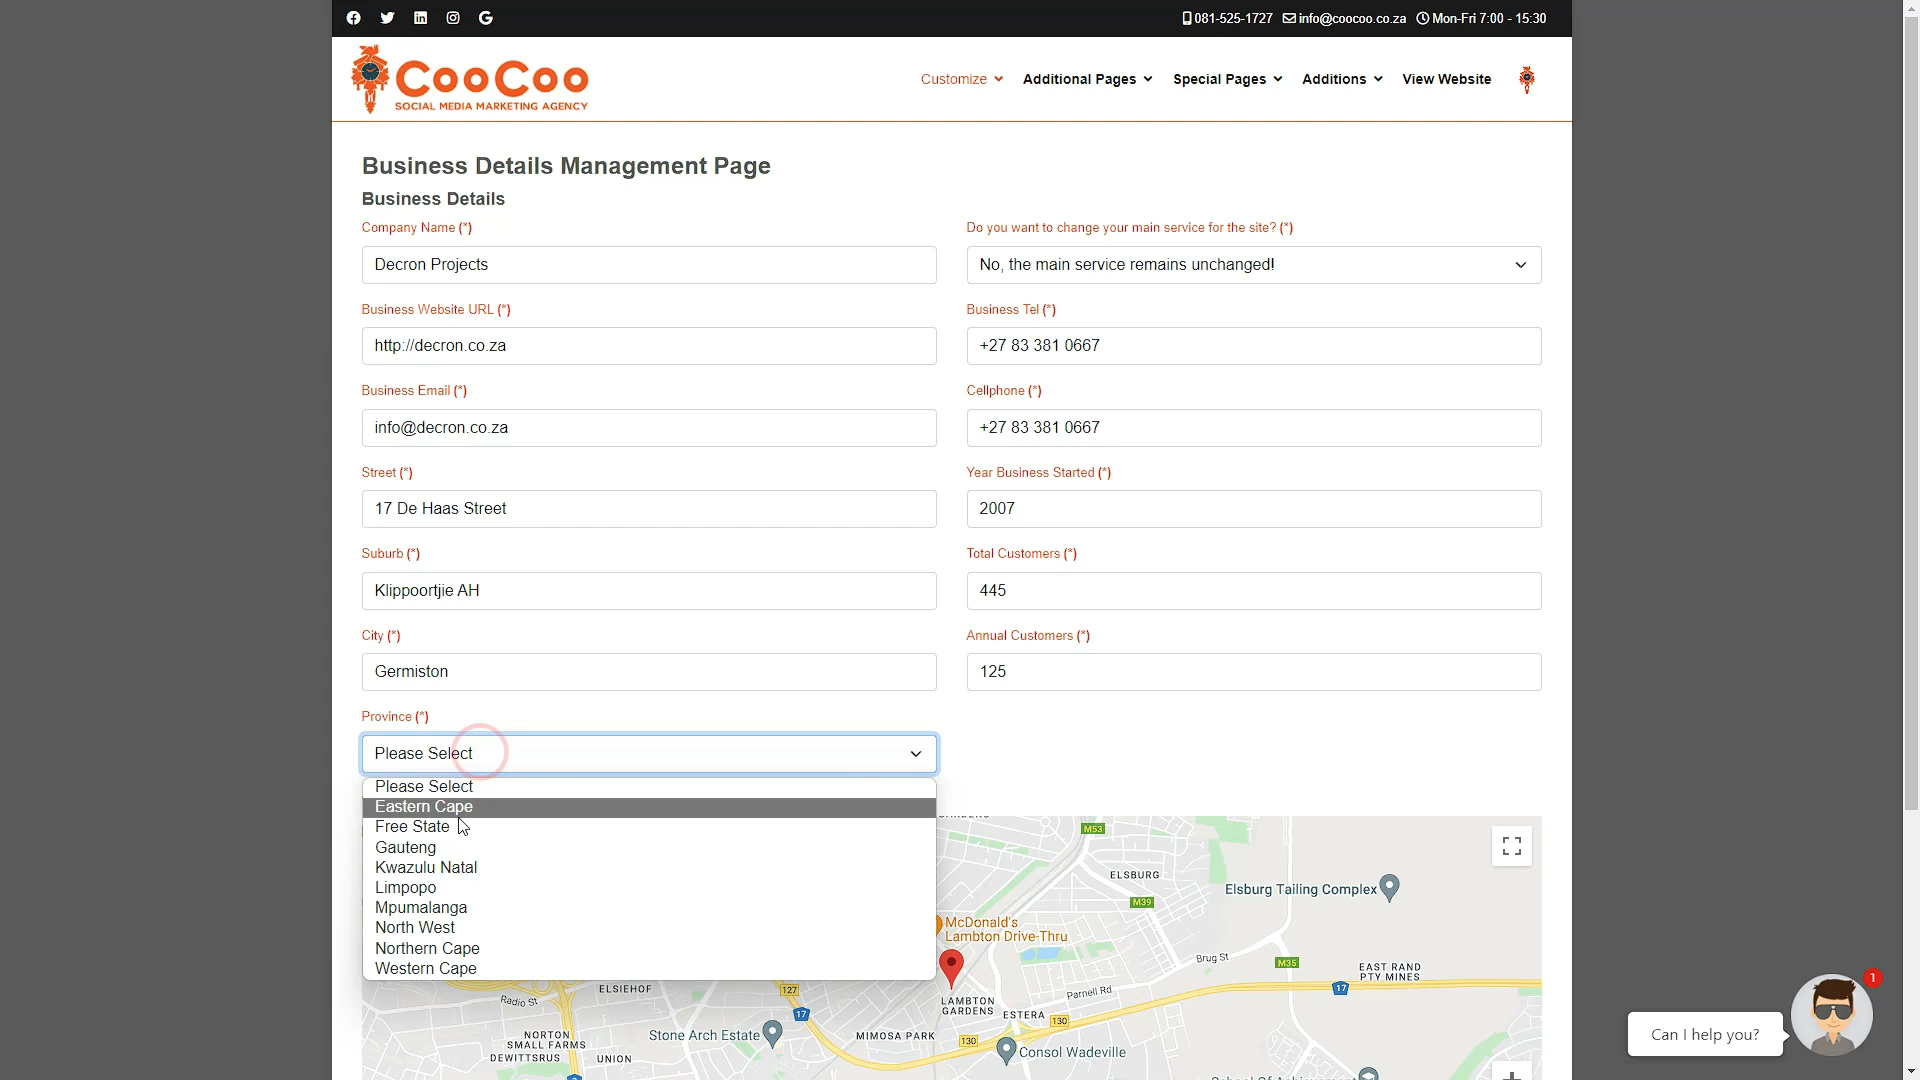 081-525-1727 info@coocoo.co.za Mon-Fri 7:00 - 15:30
CooCoo
SOCIAL MEDIA MARKETING AGENCY
Customize Additional Pages Special Pages Additions View Website
Business Details Management Page
Business Details
Company Name (*)
Do you want to change your main service for the site? (*)
Decron Projects
No, the main service remains unchanged!
Business Website URL (*)
Business Tel (*)
http://decron.co.za
+27 83 381 0667
Business Email (*)
Cellphone (*)
info@decron.co.za
+27 83 381 0667
Street (*)
Year Business Started (*)
17 De Haas Street
2007
Suburb (*)
Total Customers (*)
Klippoortjie AH
445
City (*)
Annual Customers (*)
Germiston
125
Province (*)
Please Select
Please Select
Eastern Cape
Free State
Gauteng
Kwazulu Natal
Limpopo
Mpumalanga
North West
Northern Cape
Western Cape
M53
ELSBURG
Elsburg Tailing Complex
M39
McDonald's
Lambton Drive-Thru
Brug St
M35
EAST RAND
PTY MINES
ELSIEHOF
127
17
Radio St
LAMBTON
GARDENS
Parnell Rd
ESTERA
130
17
NORTON
SMALL FARMS
DEWITTSRUS
UNION
Stone Arch Estate
MIMOSA PARK
130
Consol Wadeville
Can I help you?
1